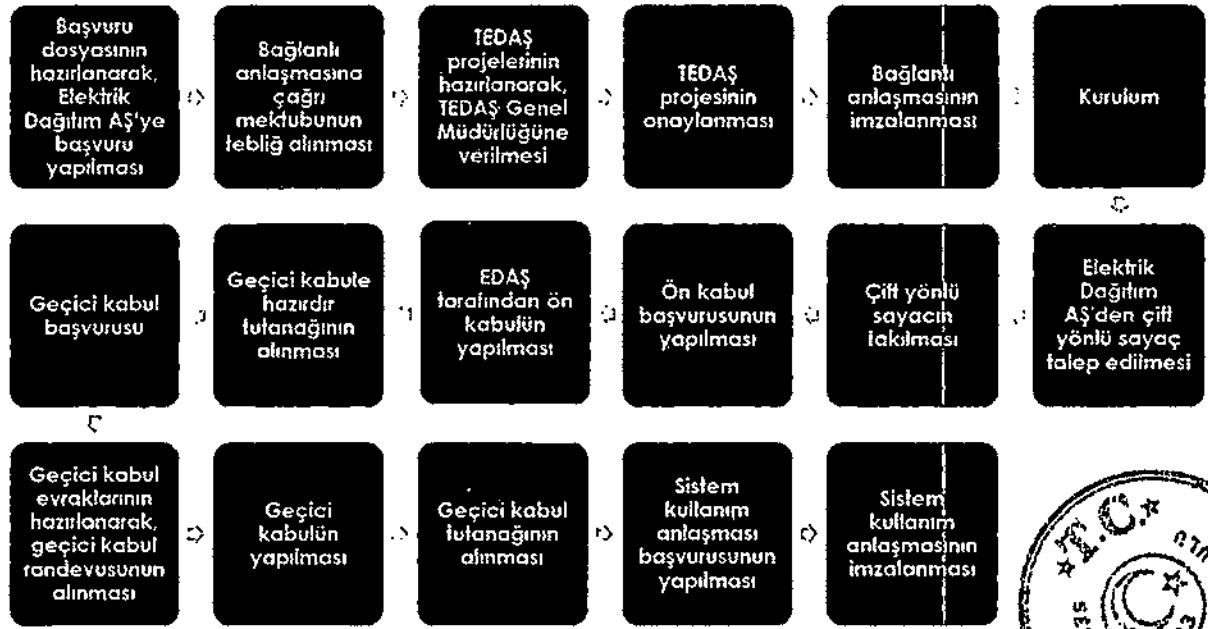 Başvuru
dosyasının
hazırlanarak,
Elektrik
Dağıtım AŞ'ye
başvuru
yapılması
Bağlantı
anlaşmasına
çağrı
mektubunun
tebliğ alınması
TEDAŞ
projelerinin
hazırlanarak,
TEDAŞ Genel
Müdürlüğüne
verilmesi
TEDAŞ
projesinin
onaylanması
Bağlantı
anlaşmasının
imzalanması
Kurulum
Elektrik
Dağıtım
AŞ'den çift
yönlü sayaç
talep edilmesi
Çift yönlü
sayacın
takılması
Ön kabul
başvurusunun
yapılması
EDAŞ
tarafından ön
kabulün
yapılması
Geçici kabule
hazırdır
tutanağının
alınması
Geçici kabul
başvurusu
Geçici kabul
evraklarının
hazırlanarak,
geçici kabul
randevusunun
alınması
Geçici
kabulün
yapılması
Geçici kabul
tutanağının
alınması
Sistem
kullanım
anlaşması
başvurusunun
yapılması
Sistem
kullanım
anlaşmasının
imzalanması
T.C.